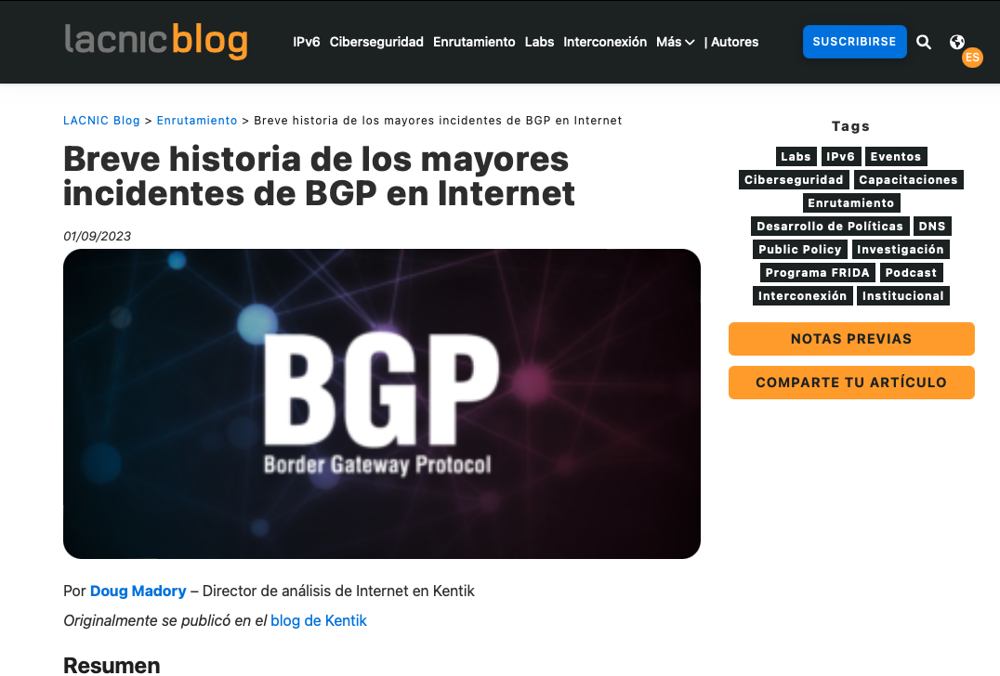 lacnic blog
IPv6 Ciberseguridad Enrutamiento Labs Interconexión Más | Autores
SUSCRIBIRSE
ES
LACNIC Blog > Enrutamiento > Breve historia de los mayores incidentes de BGP en Internet
Breve historia de los mayores
incidentes de BGP en Internet
01/09/2023
BGP
Border Gateway Protocol
Por Doug Madory – Director de análisis de Internet en Kentik
Originalmente se publicó en el blog de Kentik
Resumen
Tags
Labs IPv6 Eventos
Ciberseguridad Capacitaciones
Enrutamiento
Desarrollo de Políticas DNS
Public Policy Investigación
Programa FRIDA Podcast
Interconexión Institucional
NOTAS PREVIAS
COMPARTE TU ARTÍCULO